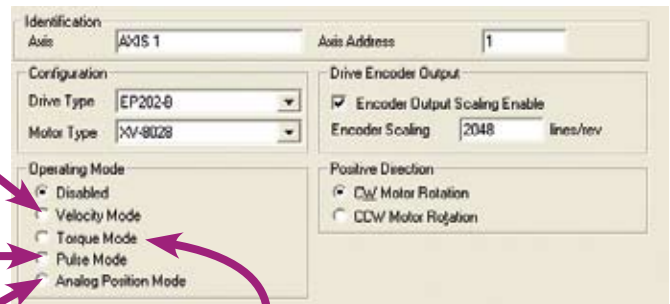 Identification
Axis AXIS 1 Axis Address 1
Configuration
Drive Type EP202-B
Motor Type XV-8028
Drive Encoder Output
Encoder Output Scaling Enable
Encoder Scaling 2048 lines/rev
Operating Mode
Disabled
Velocity Mode
Torque Mode
Pulse Mode
Analog Position Mode
Positive Direction
CW Motor Rotation
CCW Motor Rotation